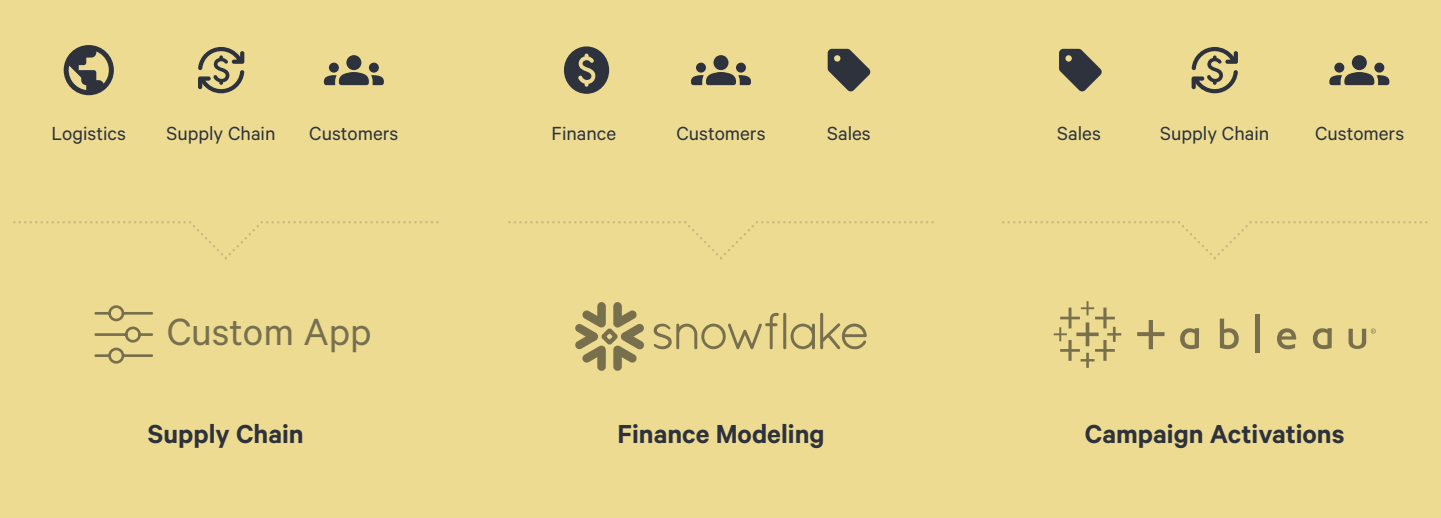 Logistics Supply Chain Customers
Finance Customers Sales
Sales Supply Chain Customers
Custom App
snowflake
+ableau®
Supply Chain
Finance Modeling
Campaign Activations